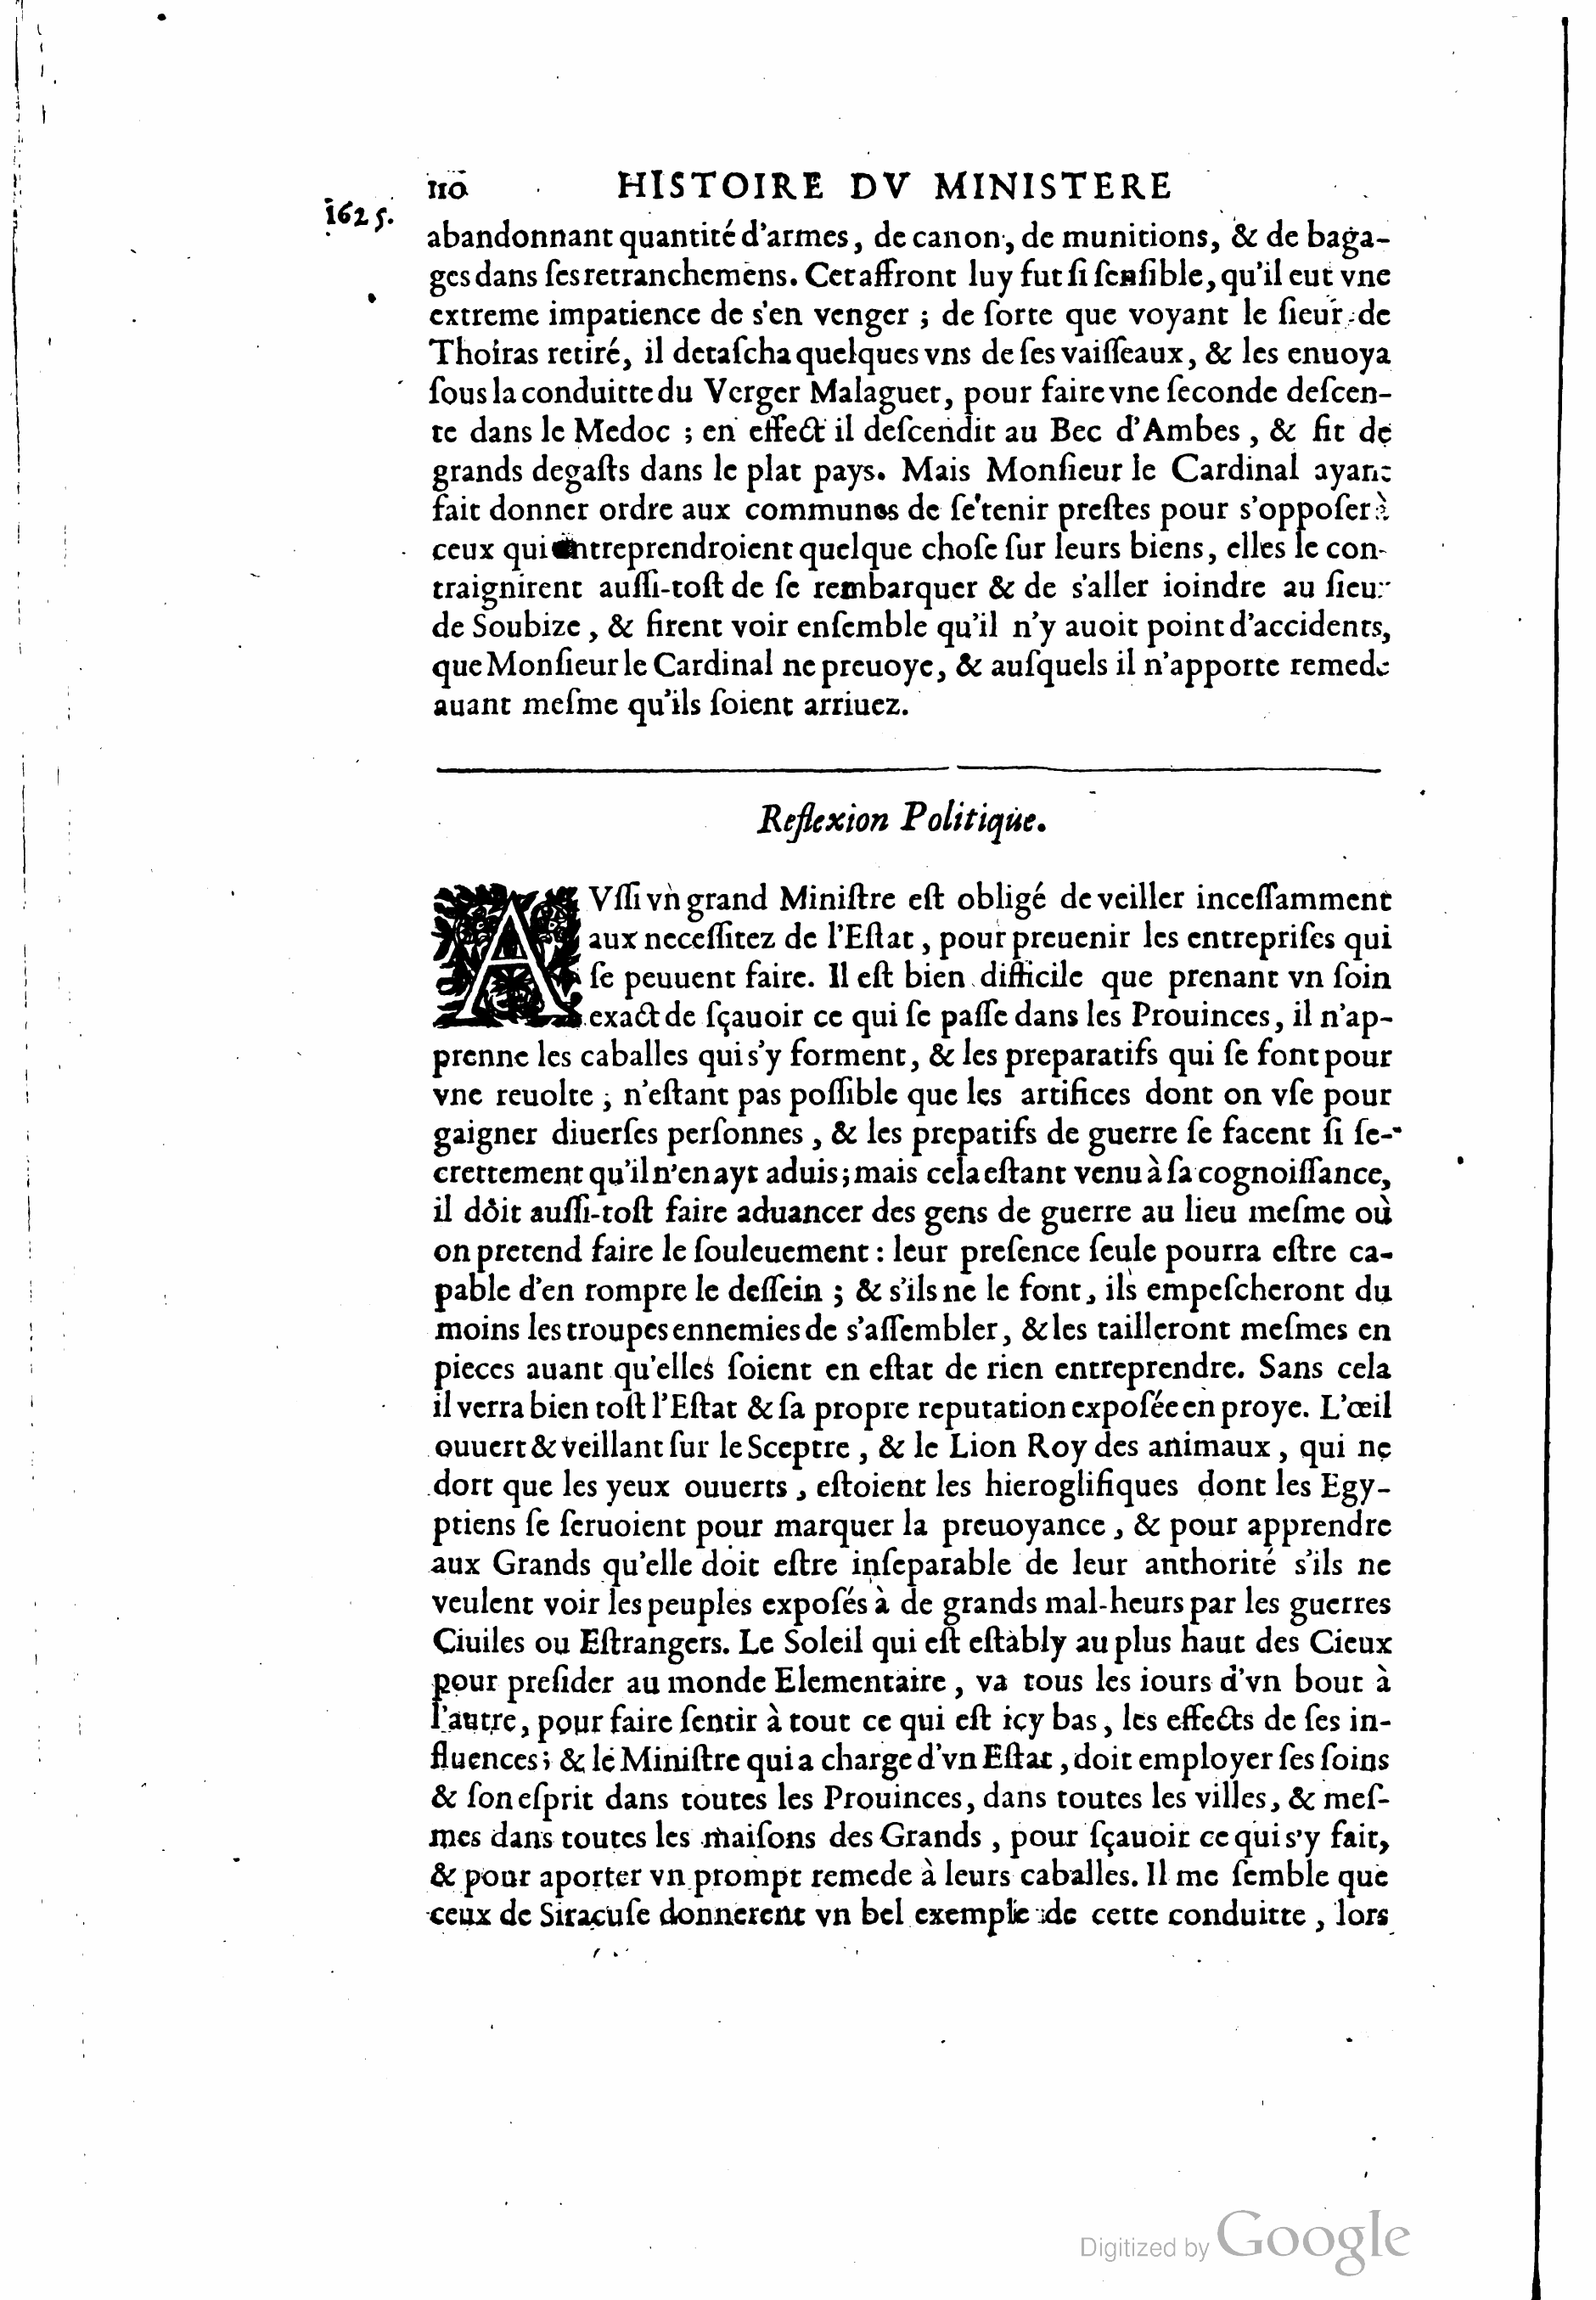 110 HISTOIRE DV MINISTERE
1625.
abandonnant quantité d'armes, de canon, de munitions, & de baga-
ges dans ſes retranchemens. Cet affront luy fut ſi ſenſible, qu'il eut vne
extreme impatience de s'en venger ; de ſorte que voyant le ſieur de
Thoiras retiré, il detaſcha quelques vns de ſes vaiſſeaux, & les enuoya
ſous la conduitte du Verger Malaguet, pour faire vne ſeconde deſcen-
te dans le Medoc ; en effect il deſcendit au Bec d'Ambes, & fit de
grands degaſts dans le plat pays. Mais Monſieur le Cardinal ayant
fait donner ordre aux communes de ſe tenir preſtes pour s'oppoſer à
ceux qui entreprendroient quelque choſe ſur leurs biens, elles le con-
traignirent auſſi-toſt de ſe rembarquer & de s'aller ioindre au ſieur
de Soubize, & firent voir enſemble qu'il n'y auoit point d'accidents,
que Monſieur le Cardinal ne preuoye, & auſquels il n'apporte remede
auant meſme qu'ils ſoient arriuez.
Reflexion Politique.
AVſſi vn grand Miniſtre eſt obligé de veiller inceſſamment
aux neceſſitez de l'Eſtat, pour preuenir les entrepriſes qui
ſe peuuent faire. Il eſt bien difficile que prenant vn ſoin
exact de ſçauoir ce qui ſe paſſe dans les Prouinces, il n'ap-
prenne les caballes qui s'y forment, & les preparatifs qui ſe font pour
vne reuolte ; n'eſtant pas poſſible que les artifices dont on vſe pour
gaigner diuerſes perſonnes, & les prepatifs de guerre ſe facent ſi ſe-
crettement qu'il n'en ayt aduis ; mais cela eſtant venu à ſa cognoiſſance,
il dôit auſſi-toſt faire aduancer des gens de guerre au lieu meſme où
on pretend faire le ſouleuement : leur preſence ſeule pourra eſtre ca-
pable d'en rompre le deſſein ; & s'ils ne le font, ils empeſcheront du
moins les troupes ennemies de s'aſſembler, & les tailleront meſmes en
pieces auant qu'elles ſoient en eſtat de rien entreprendre. Sans cela
il verra bien toſt l'Eſtat & ſa propre reputation expoſée en proye. L'œil
ouuert & veillant ſur le Sceptre, & le Lion Roy des animaux, qui ne
dort que les yeux ouuerts, eſtoient les hieroglifiques dont les Egy-
ptiens ſe ſeruoient pour marquer la preuoyance, & pour apprendre
aux Grands qu'elle doit eſtre inſeparable de leur anthorité s'ils ne
veulent voir les peuples expoſés à de grands mal-heurs par les guerres
Ciuiles ou Eſtrangers. Le Soleil qui eſt eſtably au plus haut des Cieux
pour preſider au monde Elementaire, va tous les iours d'vn bout à
l'autre, pour faire ſentir à tout ce qui eſt icy bas, les effects de ſes in-
fluences ; & le Miniſtre qui a charge d'vn Eſtat, doit employer ſes ſoins
& ſon eſprit dans toutes les Prouinces, dans toutes les villes, & meſ-
mes dans toutes les maiſons des Grands, pour ſçauoir ce qui s'y fait,
& pour aporter vn prompt remede à leurs caballes. Il me ſemble que
ceux de Siracuſe donnerent vn bel exemple de cette conduitte, lors
Digitized by Google